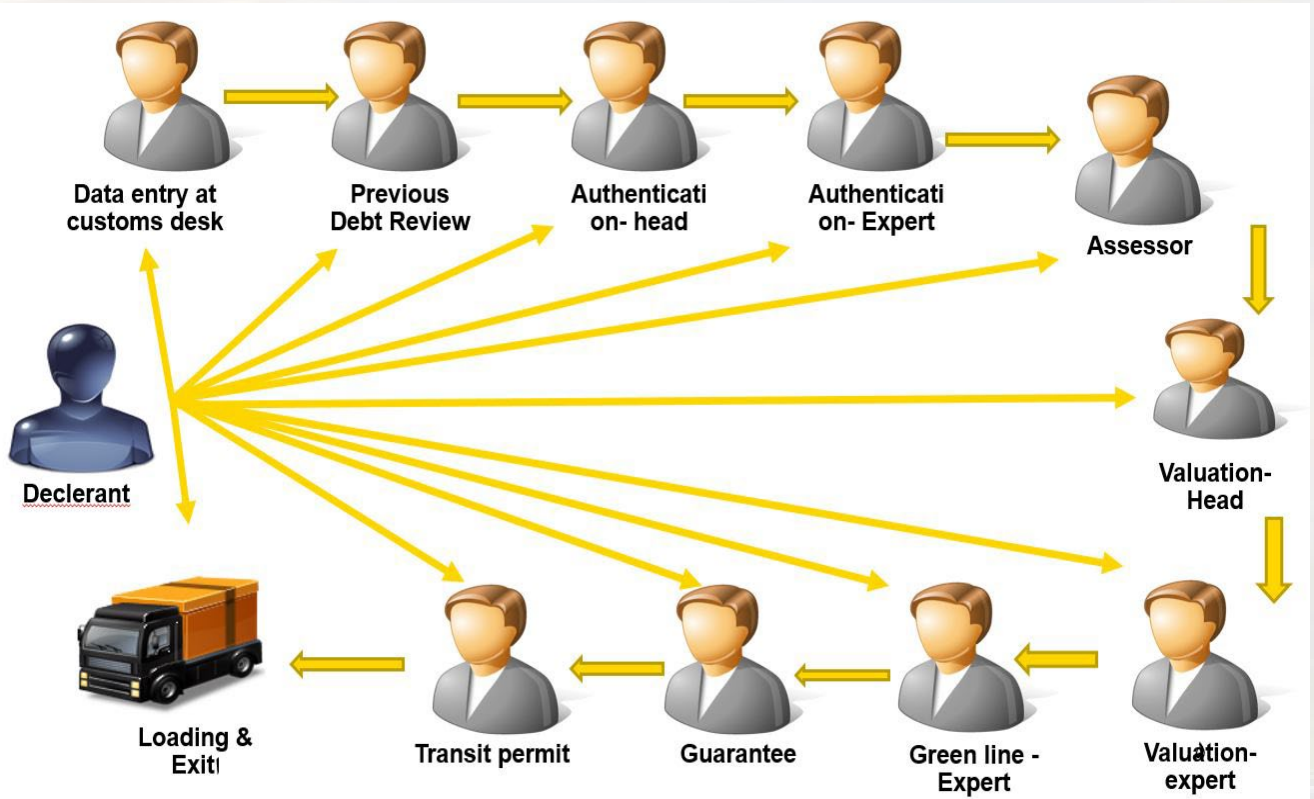 Data entry at
customs desk
Previous
Debt Review
Authenticati
on- head
Authenticati
on- Expert
Assessor
Declerant
Valuation-
Head
Loading &
Exit
Transit permit
Guarantee
Green line -
Expert
Valuation-
expert